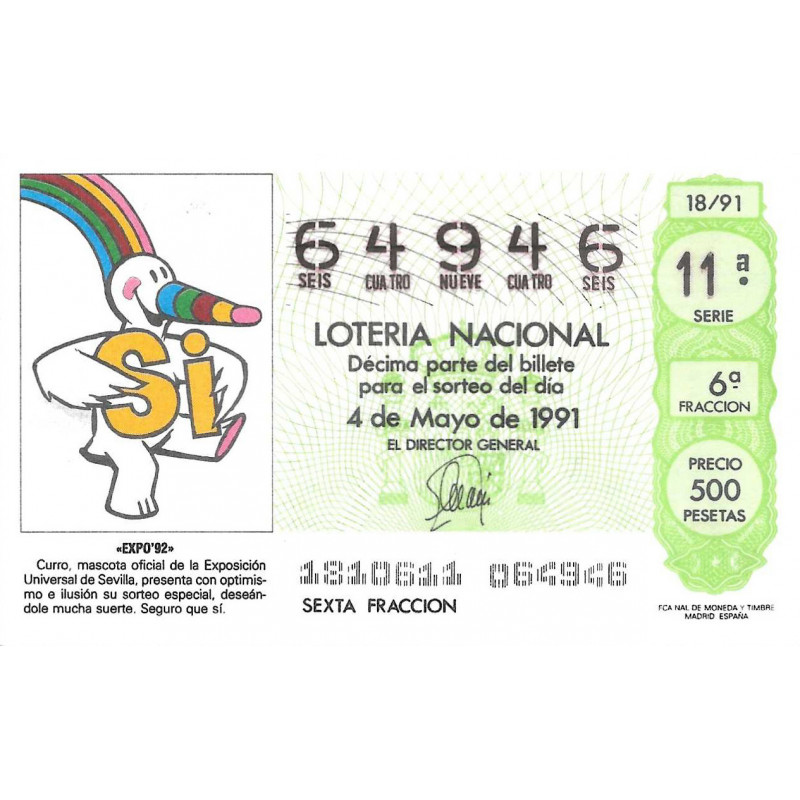 Si
«EXPO'92»
Curro, mascota oficial de la Exposición
Universal de Sevilla, presenta con optimis-
mo e ilusión su sorteo especial, deseán-
dole mucha suerte. Seguro que sí.
6 4 9 4 6
SEIS CUATRO NUEVE CUATRO SEIS
LOTERIA NACIONAL
Décima parte del billete
para el sorteo del día
4 de Mayo de 1991
EL DIRECTOR GENERAL
1810611 064946
SEXTA FRACCION
18/91
11ª
SERIE
6ª
FRACCION
PRECIO
500
PESETAS
FCA NAL DE MONEDA Y TIMBRE
MADRID ESPAÑA